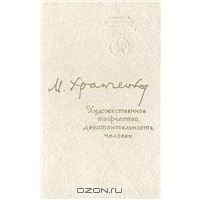 М. Храпченко
Художественное
творчество,
действительность,
человек
OZON.ru